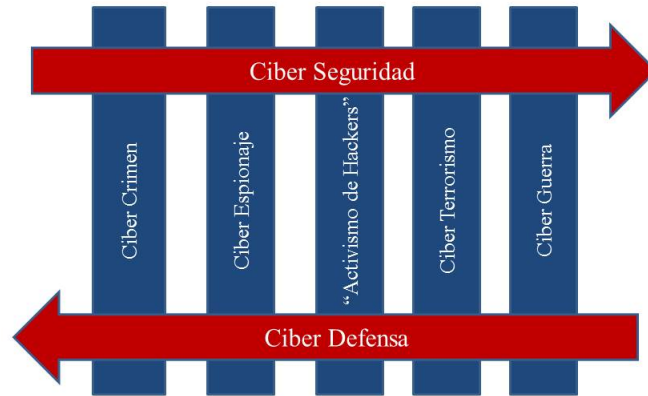 Ciber Seguridad
Ciber Crimen
Ciber Espionaje
“Activismo de Hackers”
Ciber Terrorismo
Ciber Guerra
Ciber Defensa